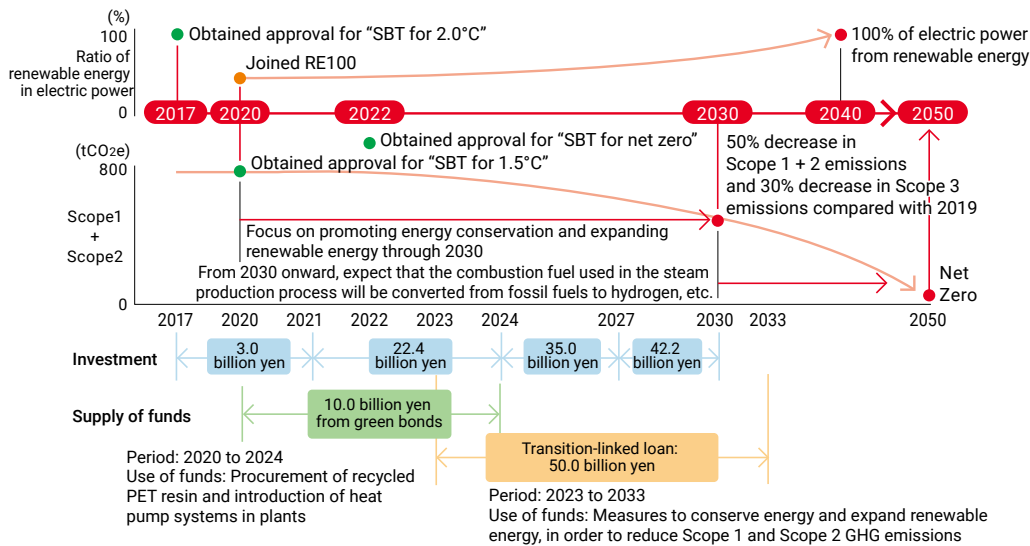 (%)
100
Ratio of
renewable energy
in electric power
0
Obtained approval for “SBT for 2.0°C”
Joined RE100
100% of electric power
from renewable energy
2017
2020
2022
2030
2040
2050
(tCO2e)
800
Scope1
+
Scope2
0
Obtained approval for “SBT for net zero”
Obtained approval for “SBT for 1.5°C”
50% decrease in
Scope 1 + 2 emissions
and 30% decrease in Scope 3
emissions compared with 2019
Focus on promoting energy conservation and expanding
renewable energy through 2030
From 2030 onward, expect that the combustion fuel used in the steam
production process will be converted from fossil fuels to hydrogen, etc.
Net
Zero
2017
2020
2021
2022
2023
2024
2027
2030
2033
2050
Investment
3.0
billion yen
22.4
billion yen
35.0
billion yen
42.2
billion yen
Supply of funds
10.0 billion yen
from green bonds
Transition-linked loan:
50.0 billion yen
Period: 2020 to 2024
Use of funds: Procurement of recycled
PET resin and introduction of heat
pump systems in plants
Period: 2023 to 2033
Use of funds: Measures to conserve energy and expand renewable
energy, in order to reduce Scope 1 and Scope 2 GHG emissions